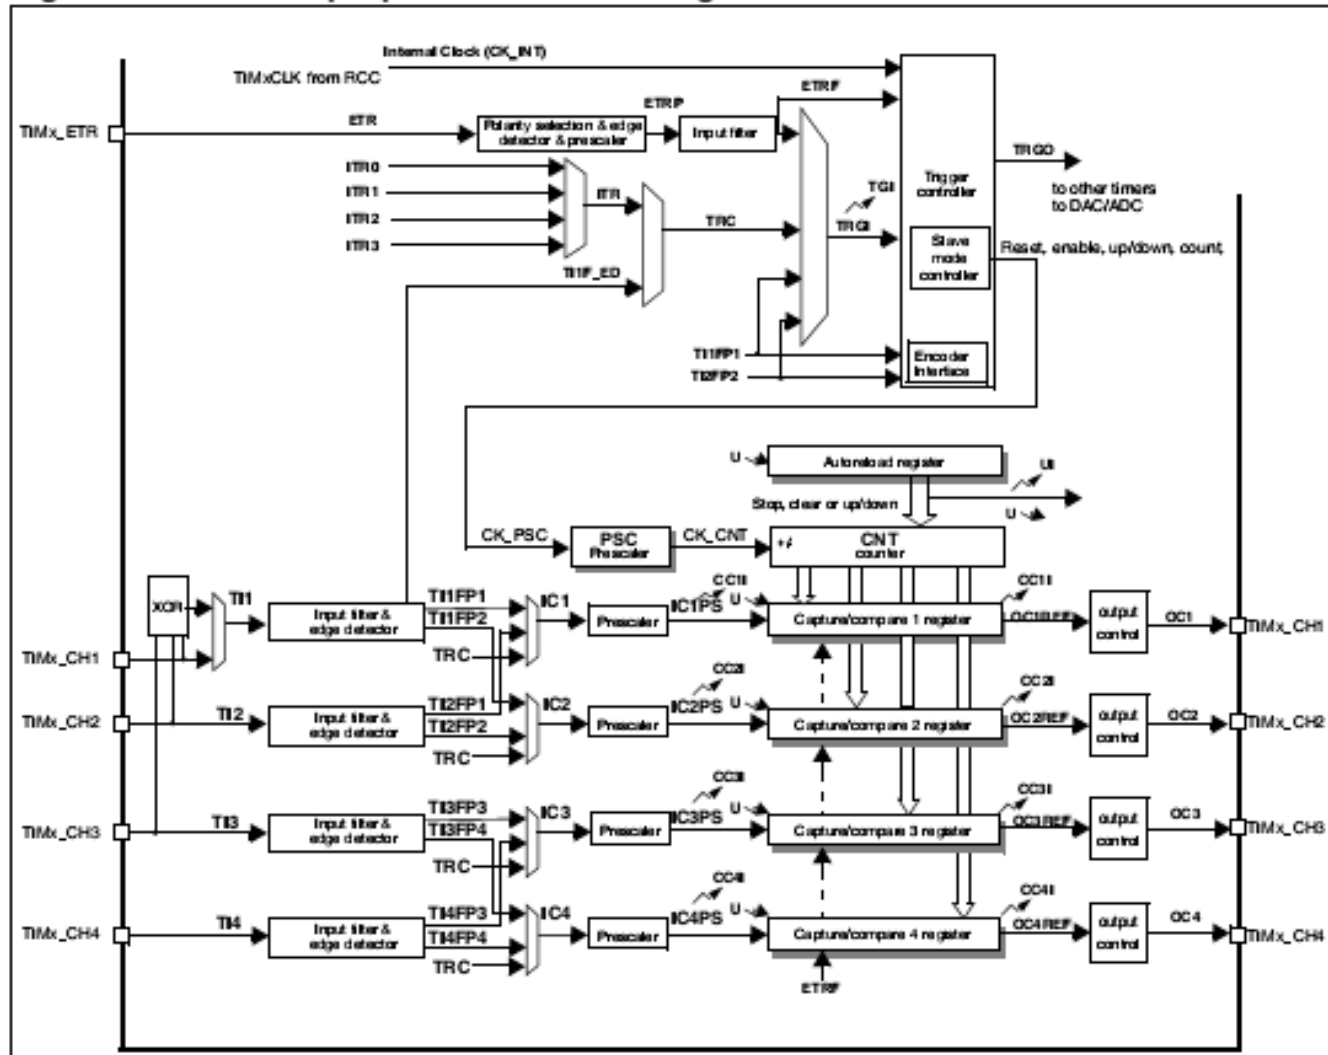 Internal Clock (CK_INT)
TIMxCLK from RCC
ETRF
ETRP
TIMx_ETR
ETR
Polarity selection & edge
detector & prescaler
Input filter
Trigger
controller
TRGO
to other timers
to DAC/ADC
ITR0
ITR1
ITR2
ITR3
ITR
TRC
TGI
TRGI
Slave
mode
controller
Reset, enable, up/down, count,
TI1F_ED
TI1FP1
TI2FP2
Encoder
Interface
U
Autoreload register
UI
Stop, clear or up/down
U
CK_PSC
PSC
Prescaler
CK_CNT
+/-
CNT
counter
XOR
TI1
Input filter &
edge detector
TI1FP1
TI1FP2
TRC
IC1
Prescaler
CC1I
IC1PS
U
Capture/compare 1 register
CC1I
OC1REF
output
control
OC1
TIMx_CH1
TIMx_CH1
TIMx_CH2
TI2
Input filter &
edge detector
TI2FP1
TI2FP2
TRC
IC2
Prescaler
CC2I
IC2PS
U
Capture/compare 2 register
CC2I
OC2REF
output
control
OC2
TIMx_CH2
TIMx_CH3
TI3
Input filter &
edge detector
TI3FP3
TI3FP4
TRC
IC3
Prescaler
CC3I
IC3PS
U
Capture/compare 3 register
CC3I
OC3REF
output
control
OC3
TIMx_CH3
TIMx_CH4
TI4
Input filter &
edge detector
TI4FP3
TI4FP4
TRC
IC4
Prescaler
CC4I
IC4PS
U
Capture/compare 4 register
CC4I
OC4REF
output
control
OC4
TIMx_CH4
ETRF